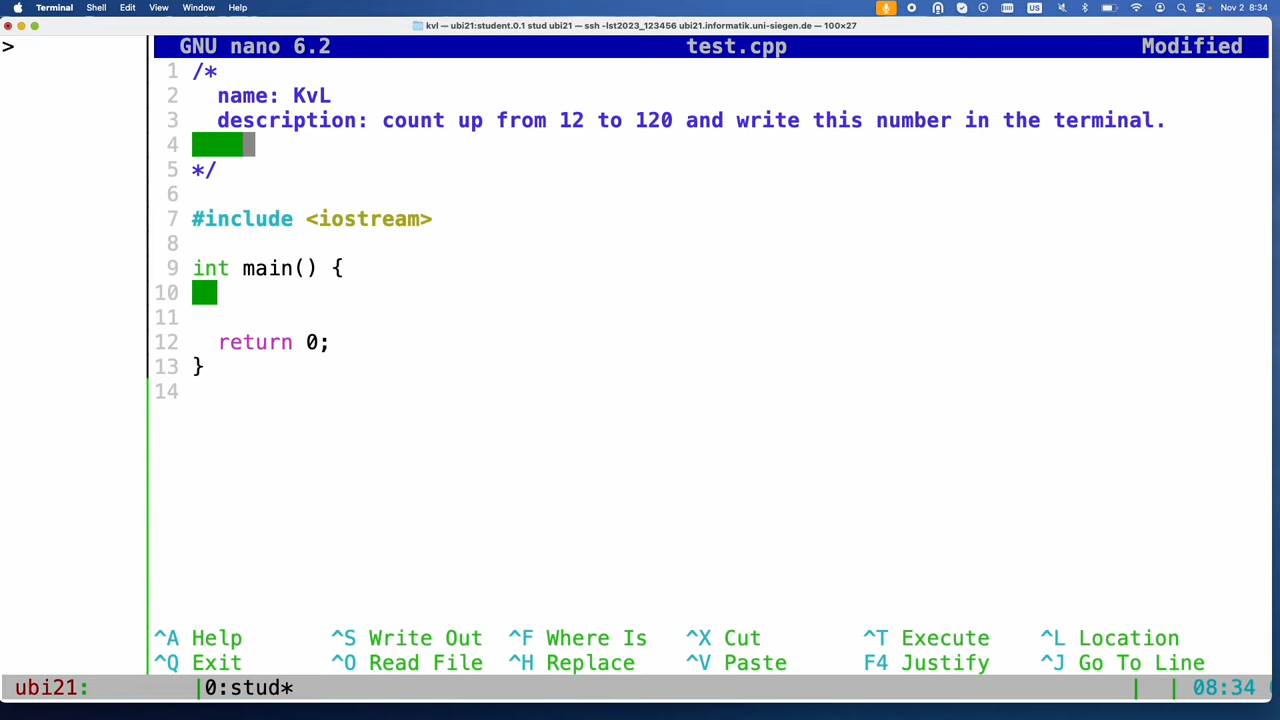 Terminal Shell Edit View Window Help US Nov 2 8:34
kvl — ubi21:student.0.1 stud ubi21 — ssh -lst2023_123456 ubi21.informatik.uni-siegen.de — 100×27
> GNU nano 6.2 test.cpp Modified
1 /*
2 name: KvL
3 description: count up from 12 to 120 and write this number in the terminal.
4
5 */
6
7 #include <iostream>
8
9 int main() {
10
11
12 return 0;
13 }
14
^A Help ^S Write Out ^F Where Is ^X Cut ^T Execute ^L Location
^Q Exit ^O Read File ^H Replace ^V Paste F4 Justify ^J Go To Line
ubi21: |0:stud* | | 08:34